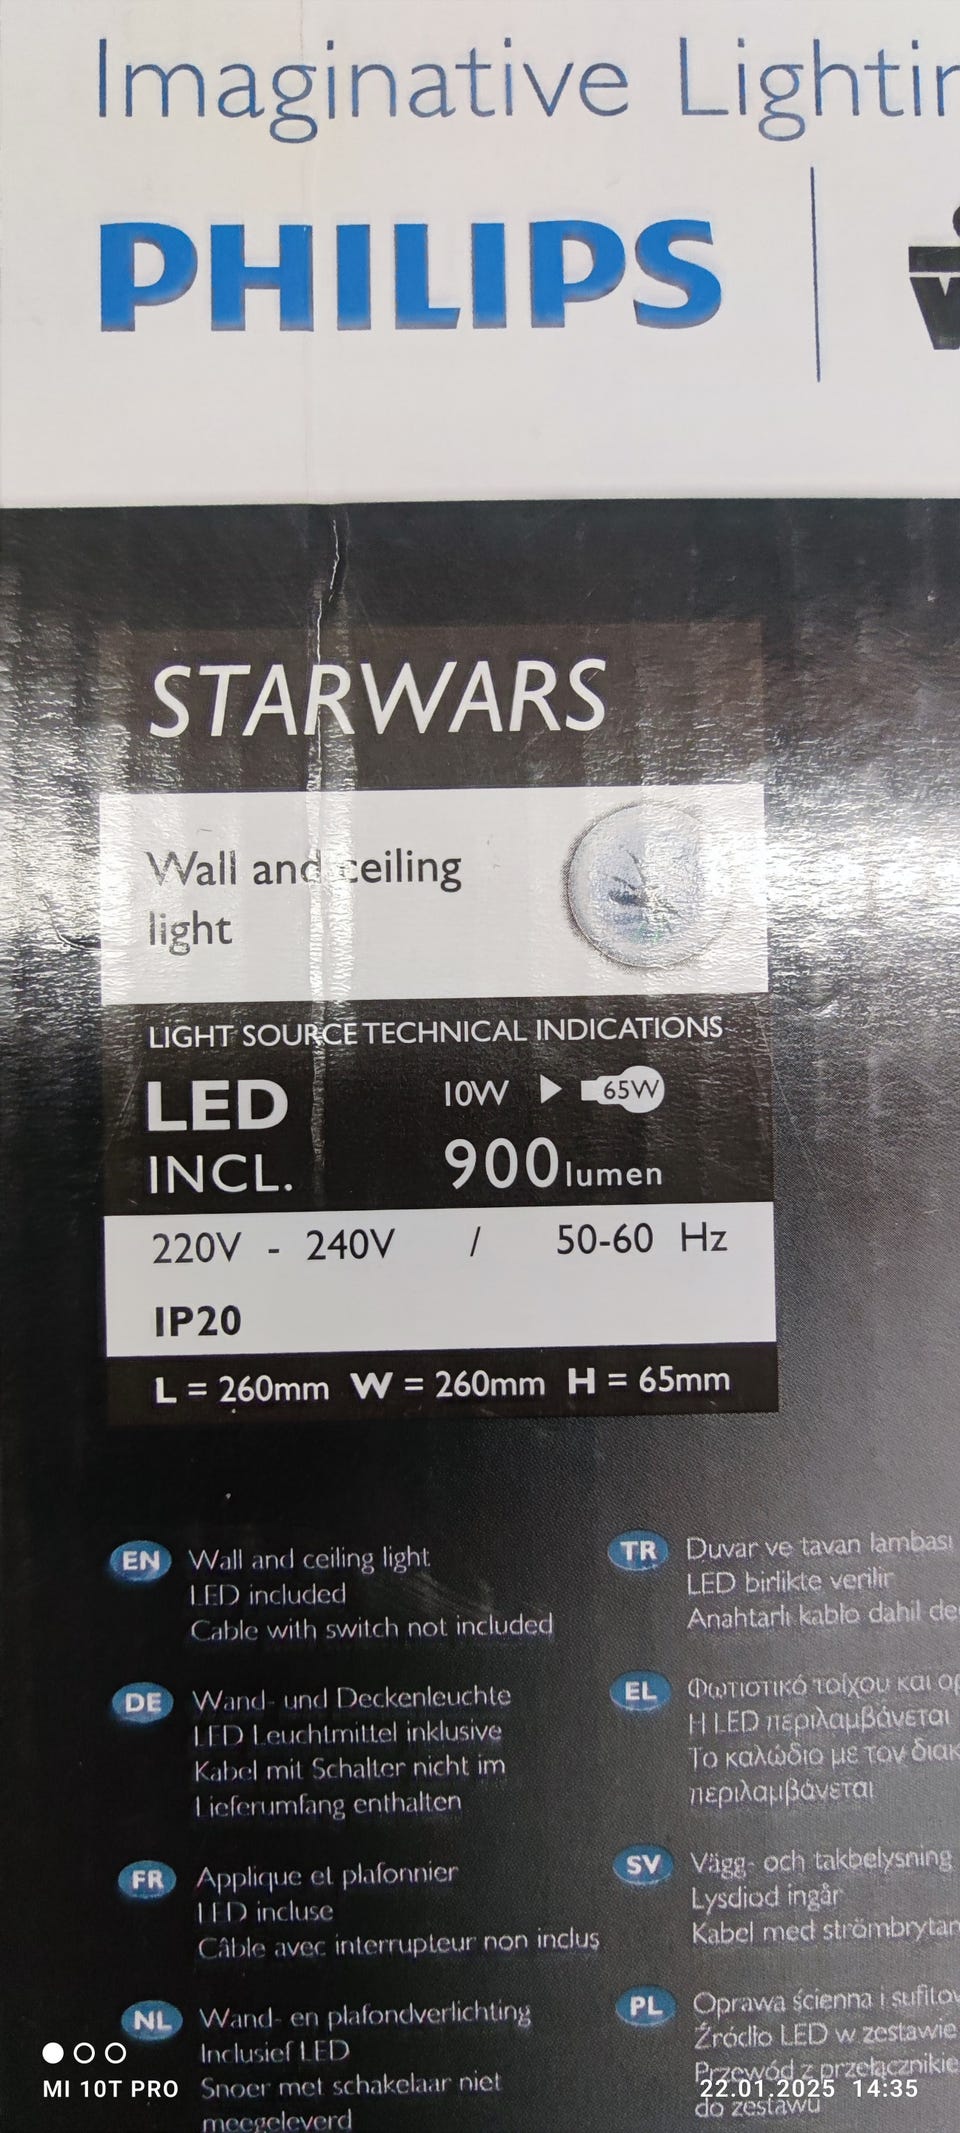 Imaginative
PHILIPS
STARWARS
Wall and ceiling
light
LIGHT SOURCE TECHNICAL INDICATIONS
LED
INCL.
10W 65W
900 lumen
220V - 240V / 50-60 Hz
IP20
L = 260mm W = 260mm H = 65mm
EN
Wall and ceiling light
LED included
Cable with switch not included
DE
Wand- und Deckenleuchte
LED Leuchtmittel inklusive
Kabel mit Schalter nicht im
Lieferumfang enthalten
FR
Applique et plafonnier
LED incluse
Câble avec interrupteur non inclus
NL
Wand- en plafondverlichting
Inclusief LED
Snoer met schakelaar niet
meegeleverd
TR
Duvar ve tavan lambası
LED birlikte verilir
Anahtarlı kablo dahil
EL
Φωτιστικό τοίχου και
Η LED περιλαμβάνεται
Το καλώδιο με τον
περιλαμβάνεται
SV
Vägg- och takbelysning
Lysdiod ingår
Kabel med
PL
Oprawa ścienna i
Źródło LED w zestawie
Przewód z
do zestawu
MI 10T PRO
22.01.2025 14:35